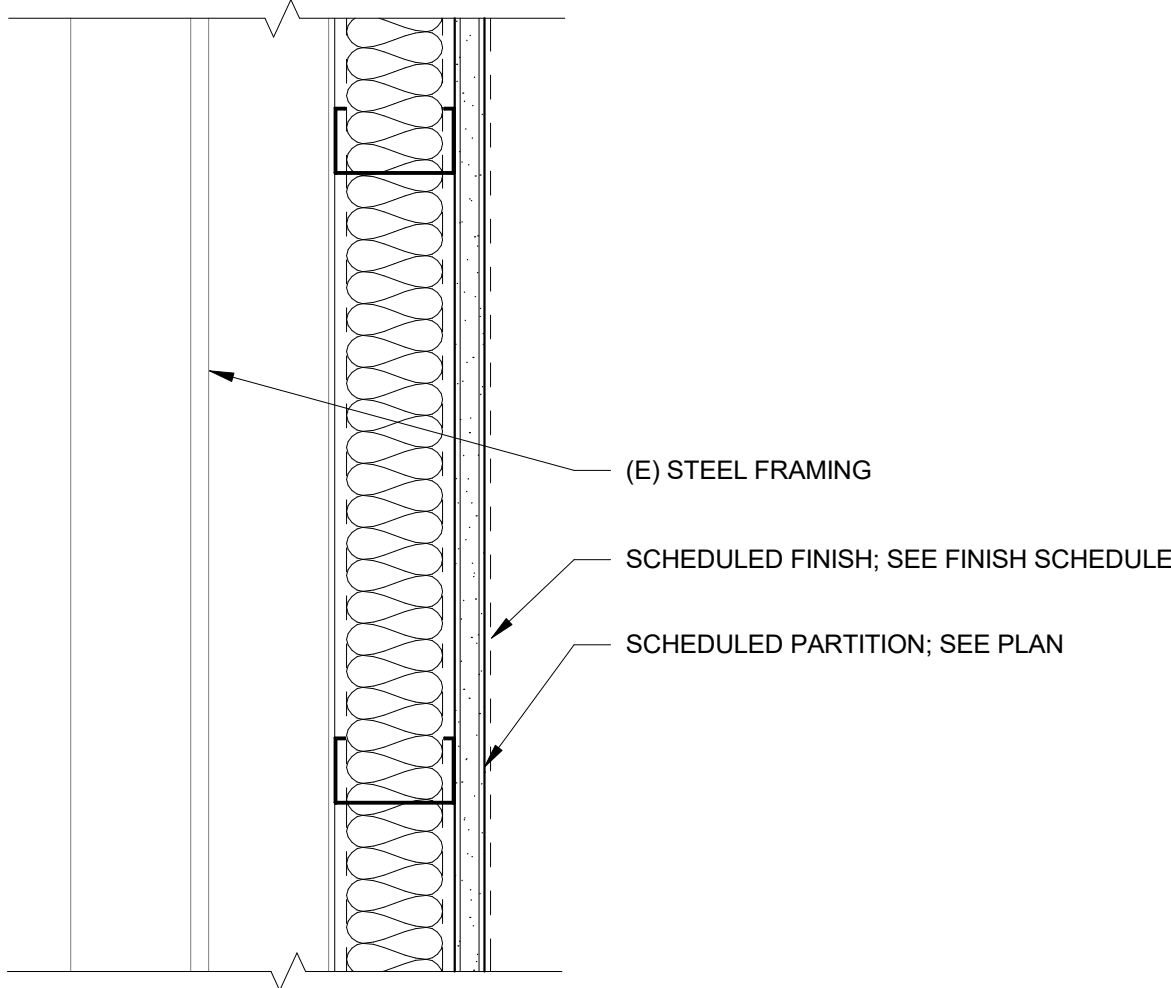 (E) STEEL FRAMING
SCHEDULED FINISH; SEE FINISH SCHEDULE
SCHEDULED PARTITION; SEE PLAN